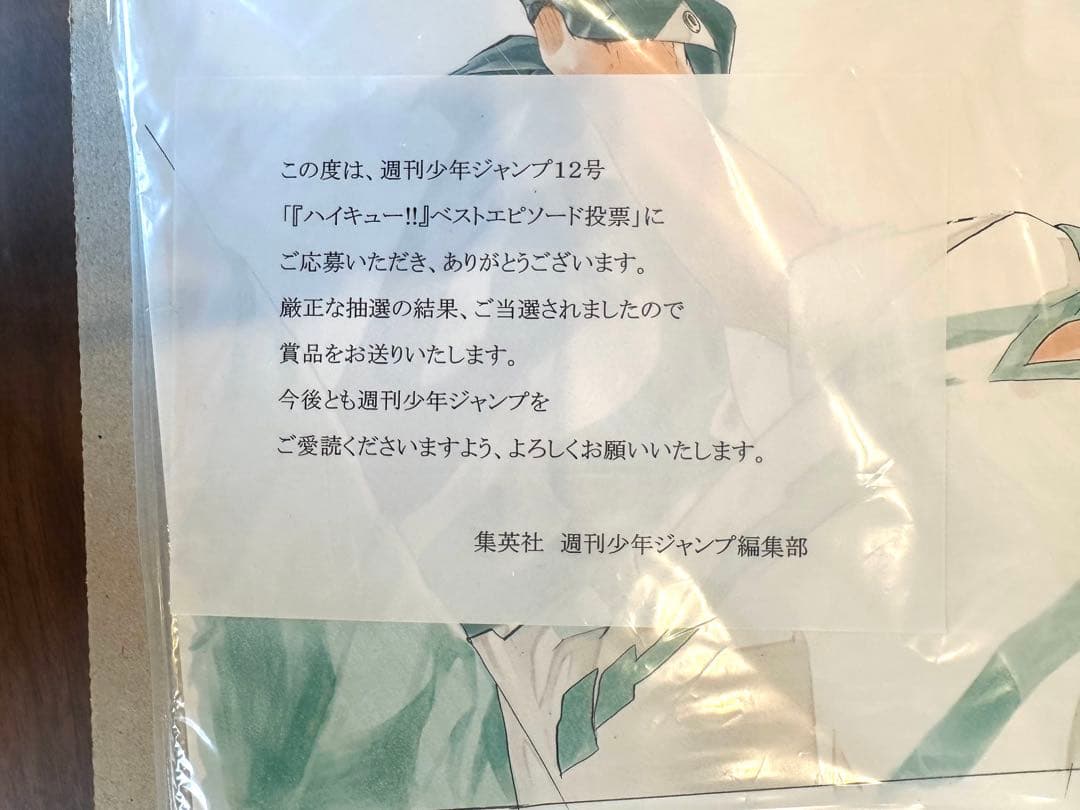 この度は、週刊少年ジャンプ12号
「『ハイキュー!!』ベストエピソード投票」に
ご応募いただき、ありがとうございます。
厳正な抽選の結果、ご当選されましたので
賞品をお送りいたします。
今後とも週刊少年ジャンプを
ご愛読くださいますよう、よろしくお願いいたします。
集英社　週刊少年ジャンプ編集部